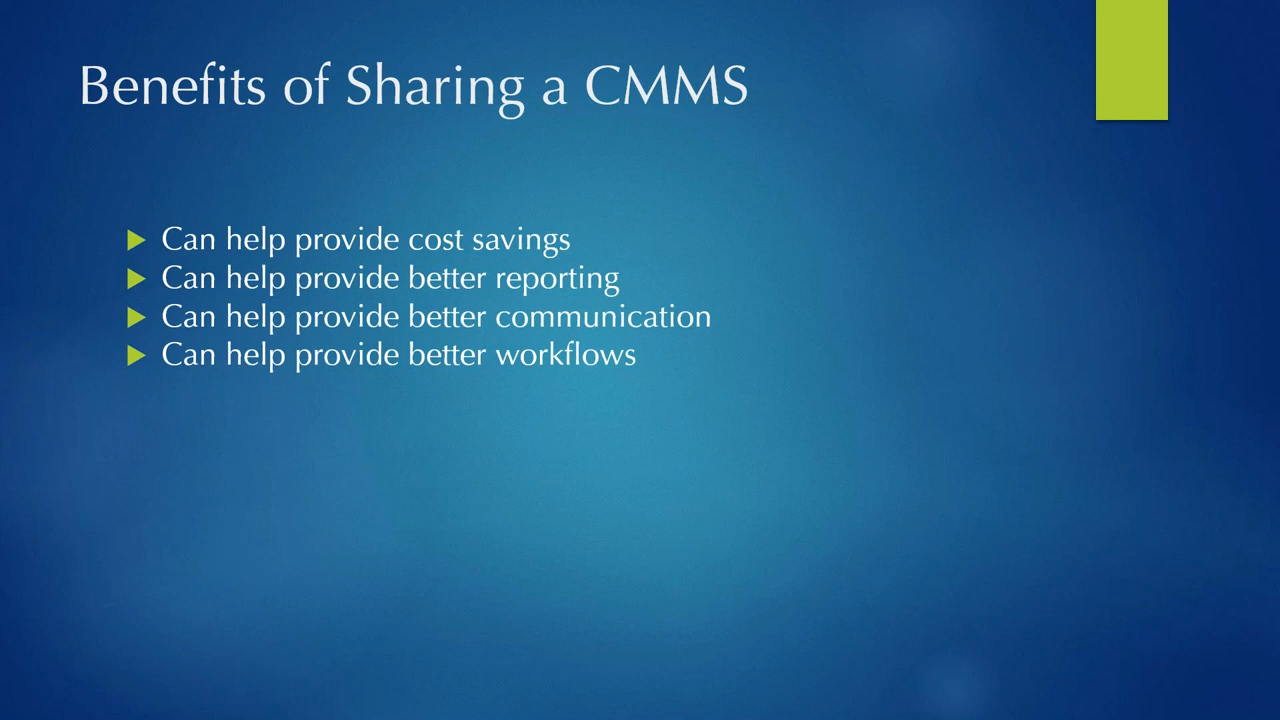 Benefits of Sharing a CMMS
Can help provide cost savings
Can help provide better reporting
Can help provide better communication
Can help provide better workflows